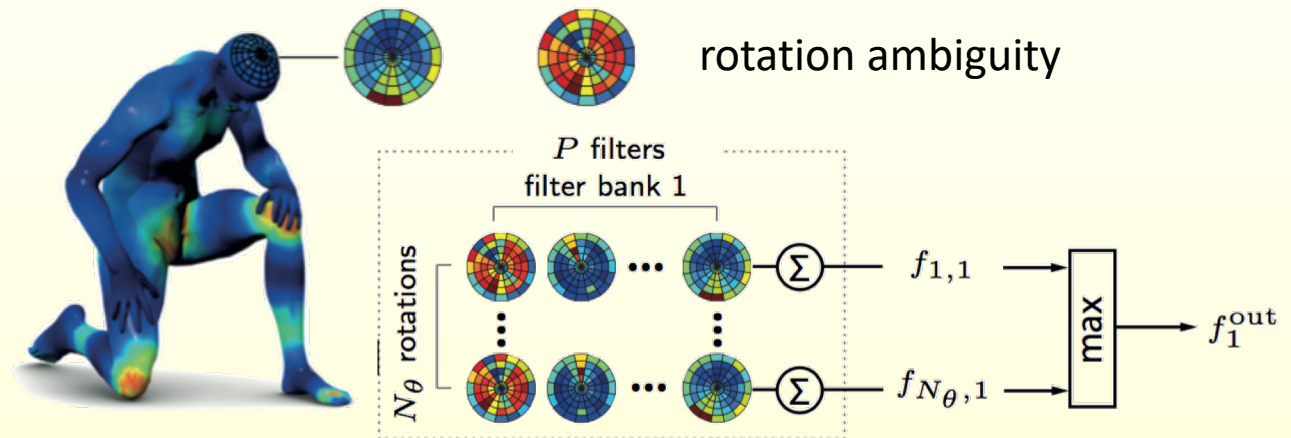 rotation ambiguity
P filters
filter bank 1
N_θ rotations
Σ
f_{1,1}
max
f_1^{out}
Σ
f_{N_θ,1}